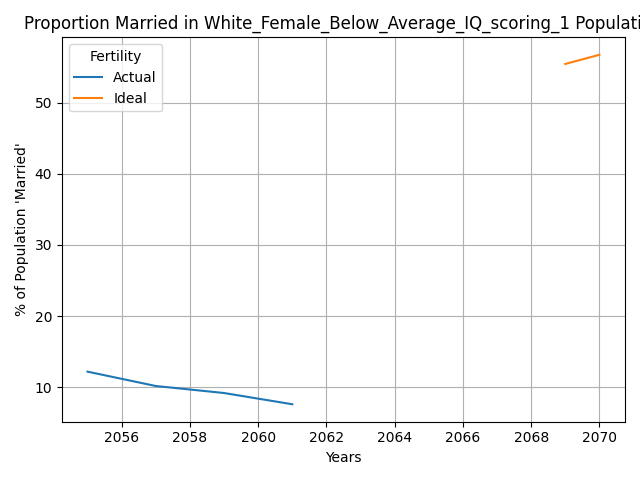 Proportion Married in White_Female_Below_Average_IQ_scoring_1 Populati
Fertility
Actual
Ideal
% of Population 'Married'
50
40
30
20
10
2056 2058 2060 2062 2064 2066 2068 2070
Years